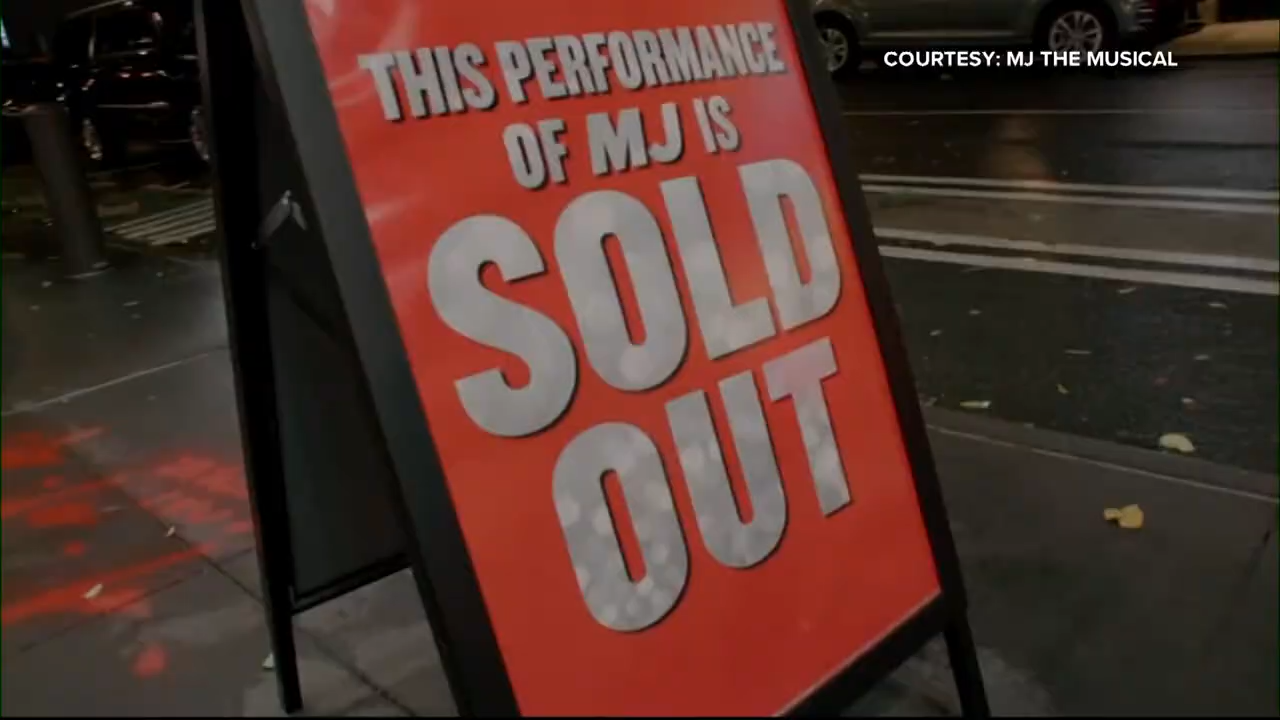 COURTESY: MJ THE MUSICAL
THIS PERFORMANCE
OF MJ IS
SOLD
OUT